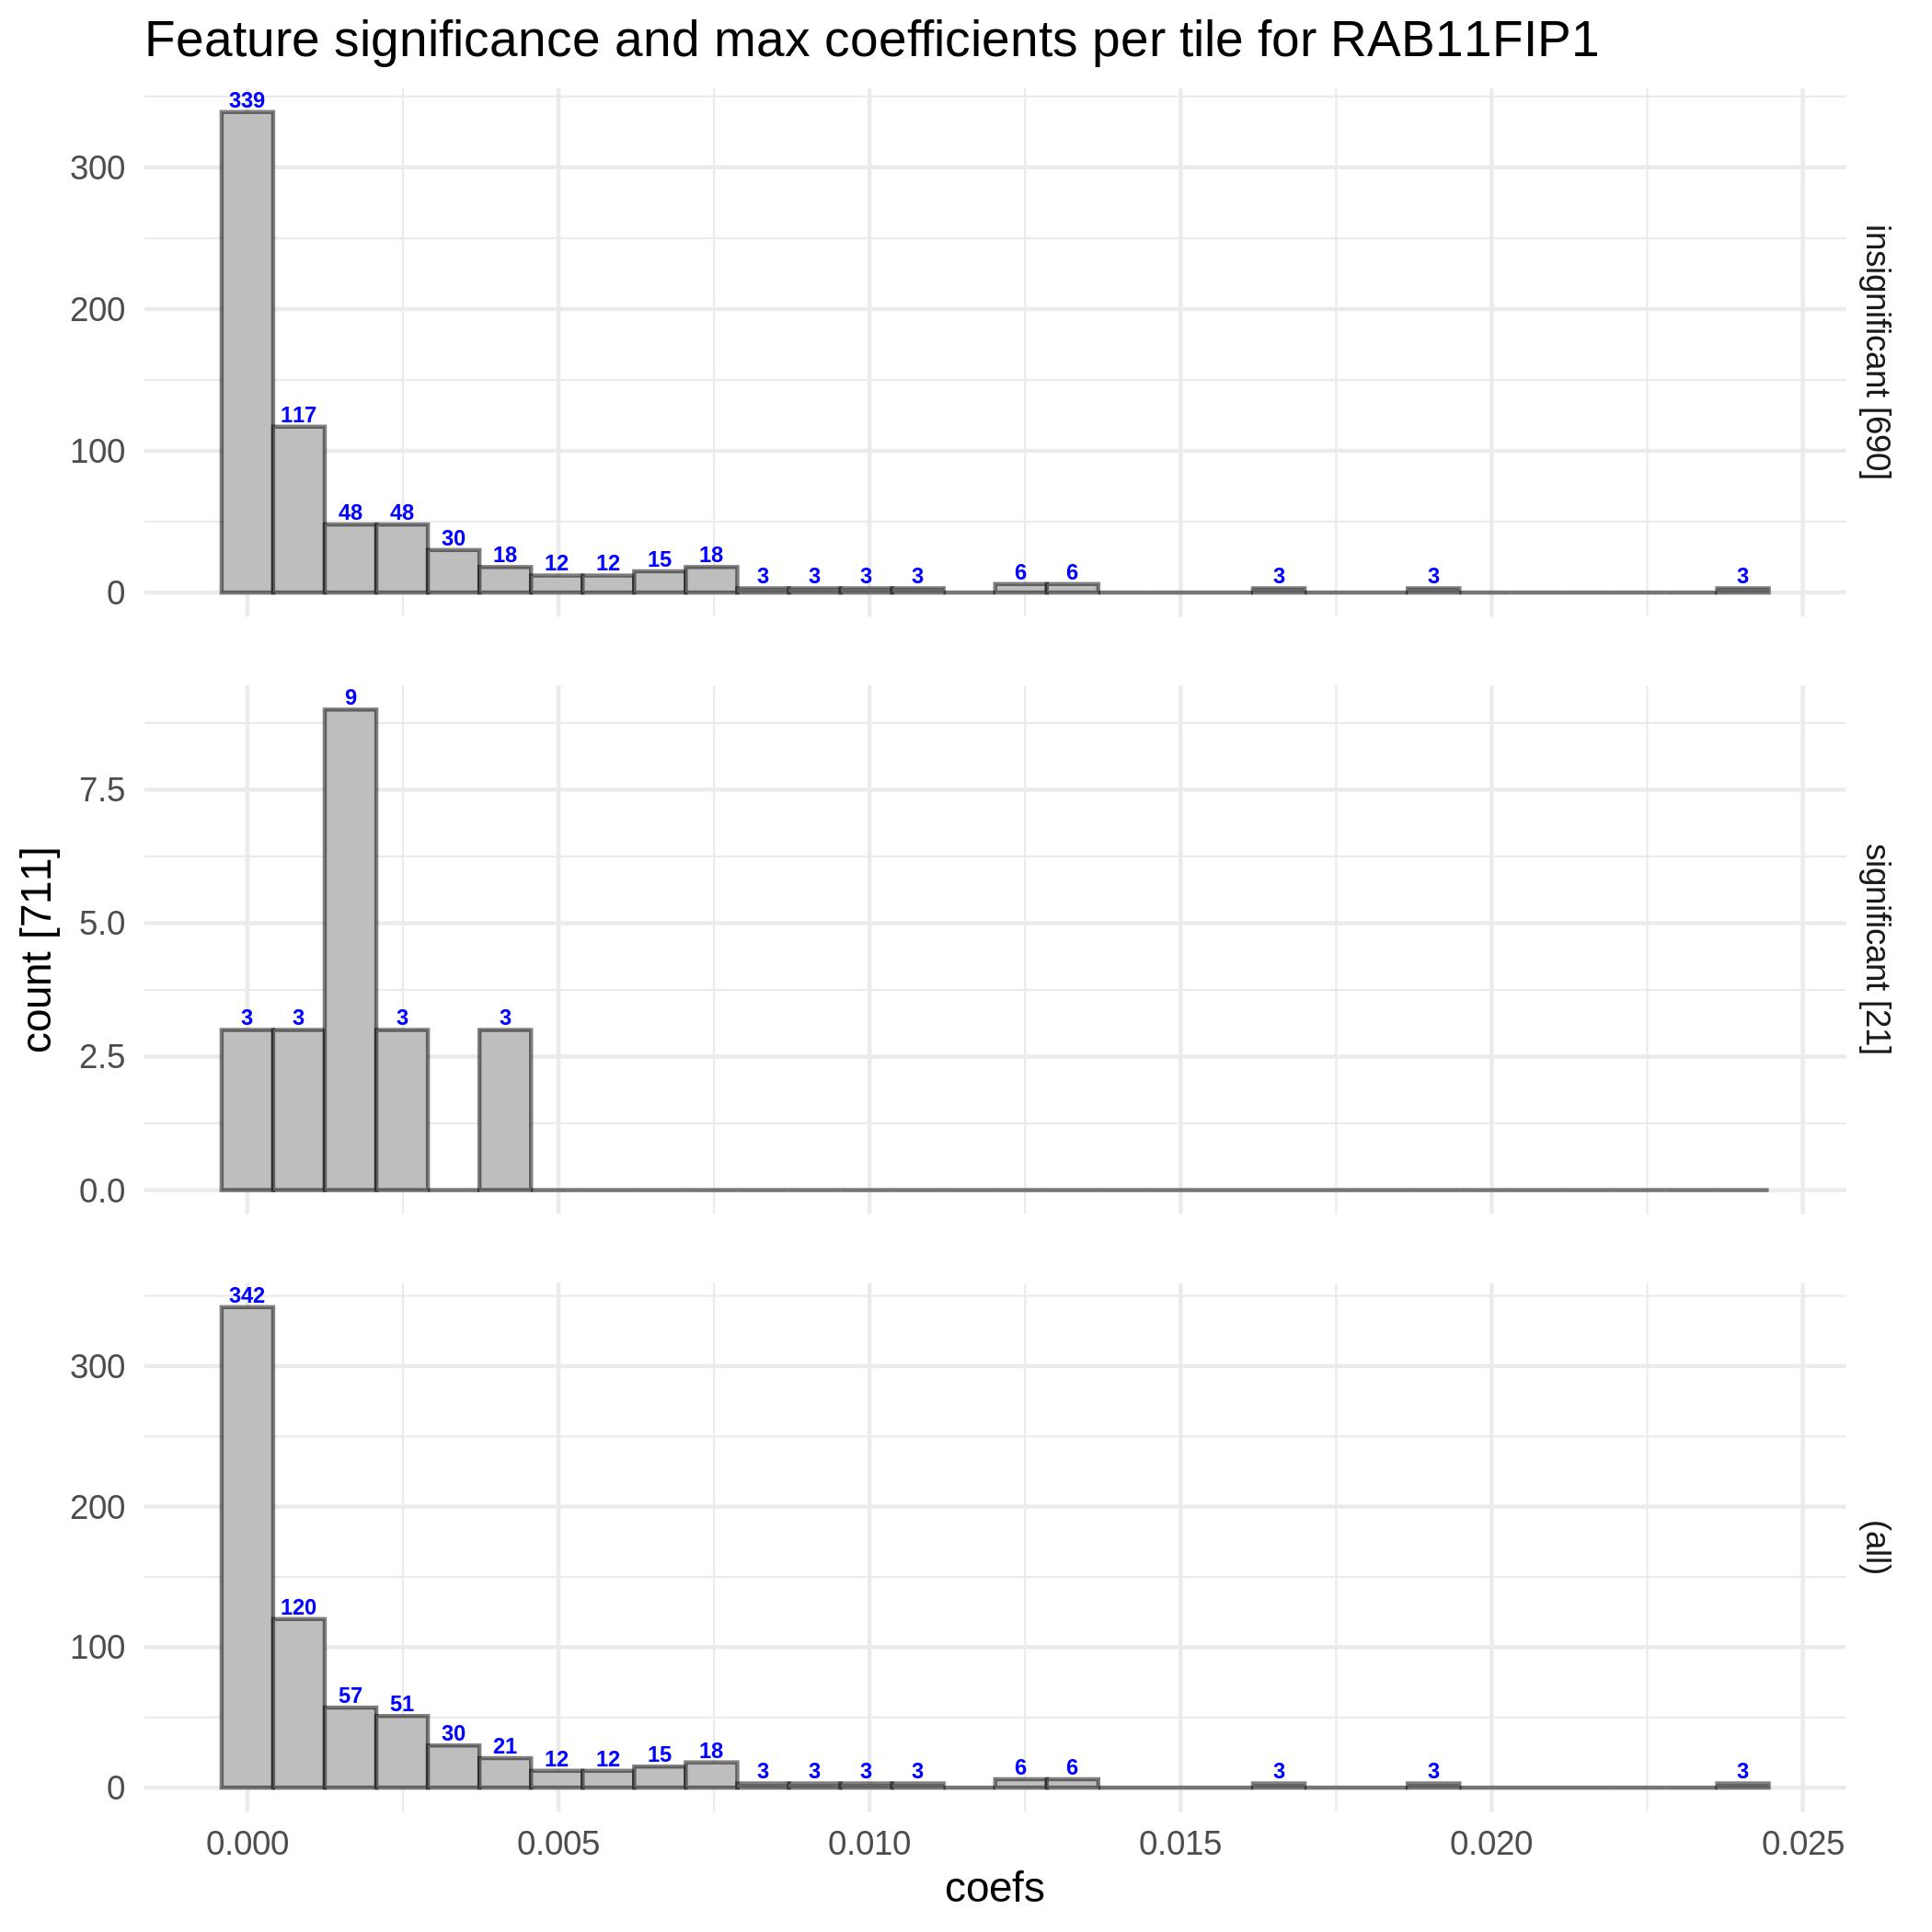 Feature significance and max coefficients per tile for RAB11FIP1
339
300
200
117
100
48 48
30
18 12 12 15 18
3 3 3 3 6 6 3 3 3
0
insignificant [690]
9
7.5
5.0
3 3 3 3
2.5
0.0
significant [21]
count [711]
342
300
200
120
100
57 51
30
21 12 12 15 18
3 3 3 3 6 6 3 3 3
0
(all)
0.000 0.005 0.010 0.015 0.020 0.025
coefs